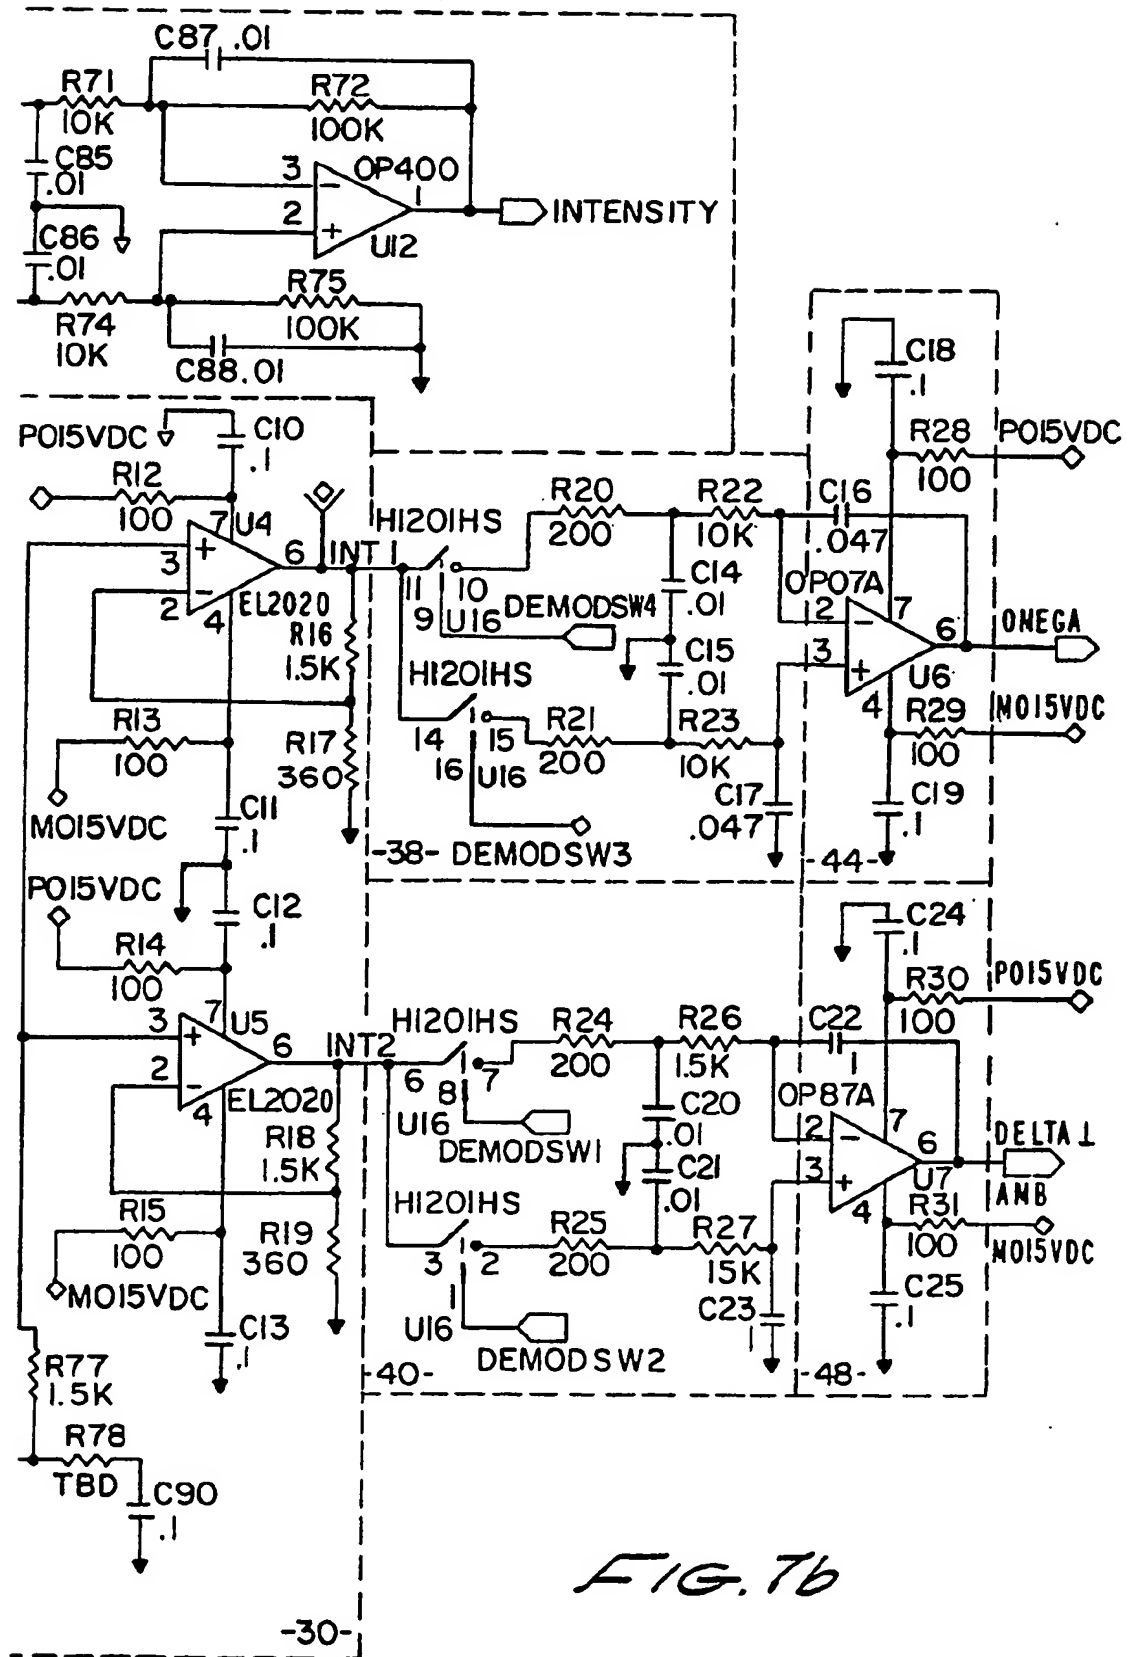 C87 .01
R71
10K
R72
100K
C85
.01
OP400
3
1
2
INTENSITY
C86
.01
U12
R75
100K
R74
10K
C88 .01
C18
.1
P015VDC
C10
.1
R28
100
P015VDC
R12
100
7
U4
3
6
2
4
EL2020
INT 1
HI201HS
11
10
9
U16
DEMODSW4
R20
200
R22
10K
C16
.047
C14
.01
OP07A
2
7
6
3
4
U6
OMEGA
R16
1.5K
HI201HS
14
15
16
U16
C15
.01
R21
200
R23
10K
R29
100
M015VDC
R13
100
R17
360
M015VDC
C11
.1
C17
.047
C19
.1
-38-
DEMODSW3
-44-
P015VDC
C12
.1
R14
100
C24
.1
R30
100
P015VDC
7
U5
3
6
2
4
EL2020
INT2
HI201HS
6
7
8
U16
DEMODSW1
R24
200
R26
1.5K
C22
1
OP87A
C20
.01
2
7
6
3
4
U7
DELTA ⊥
AMB
R18
1.5K
HI201HS
3
2
1
U16
C21
.01
R25
200
R27
15K
R31
100
M015VDC
R15
100
R19
360
M015VDC
C13
.1
C23
1
C25
.1
DEMODSW2
-40-
-48-
R77
1.5K
R78
TBD
C90
.1
FIG. 7b
-30-